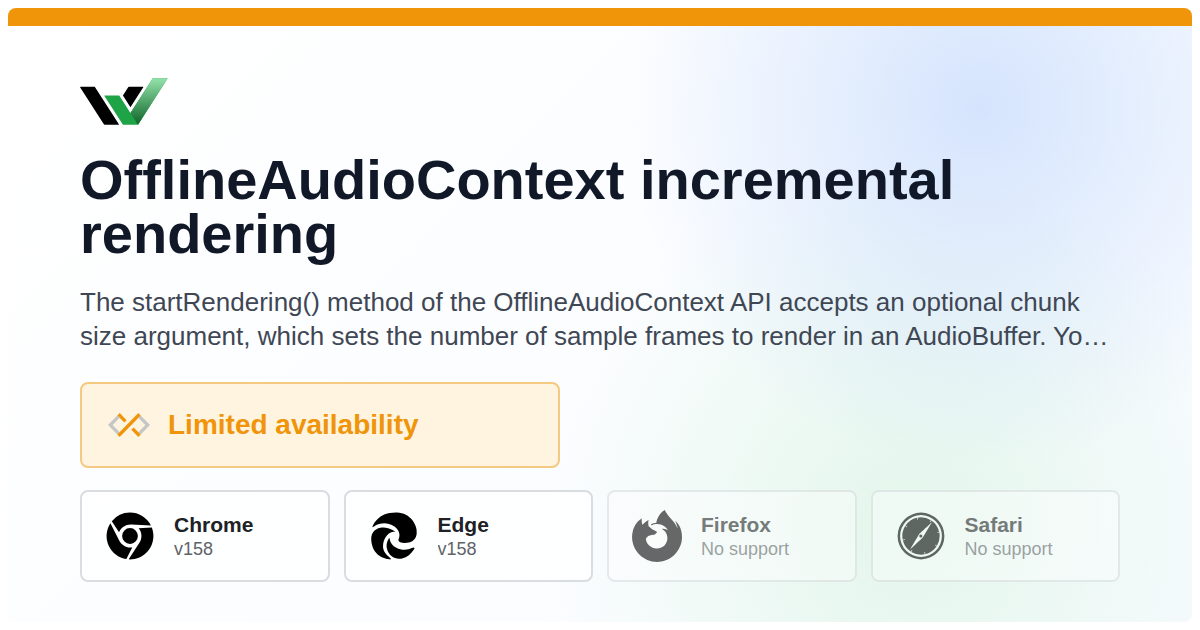 OfflineAudioContext incremental
rendering
The startRendering() method of the OfflineAudioContext API accepts an optional chunk
size argument, which sets the number of sample frames to render in an AudioBuffer. Yo…
Limited availability
Chrome
v158
Edge
v158
Firefox
No support
Safari
No support